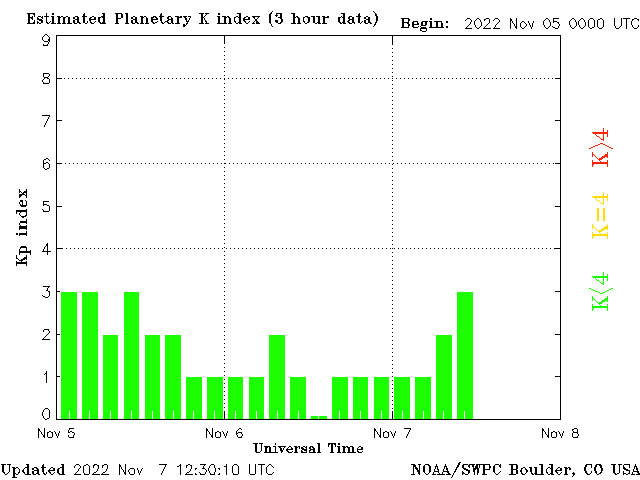 Estimated Planetary K index (3 hour data)
Begin: 2022 Nov 05 0000 UTC
9
8
7
6
5
4
3
2
1
0
Kp index
K>4
K=4
K<4
Nov 5
Nov 6
Nov 7
Nov 8
Universal Time
Updated 2022 Nov 7 12:30:10 UTC
NOAA/SWPC Boulder, CO USA